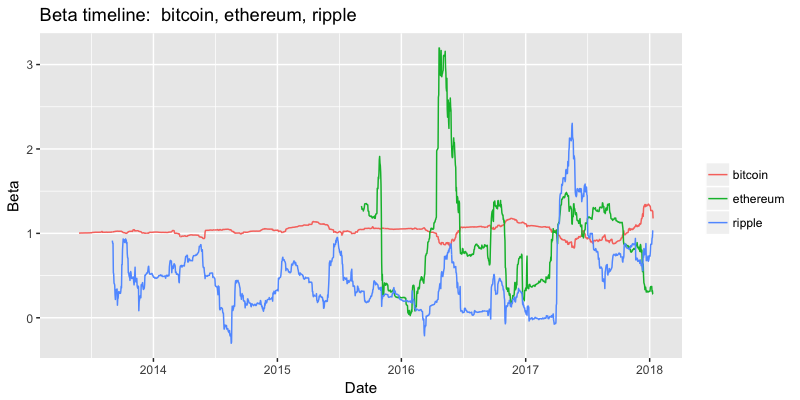 Beta timeline:  bitcoin, ethereum, ripple
Beta
3
2
1
0
2014
2015
2016
2017
2018
Date
bitcoin
ethereum
ripple